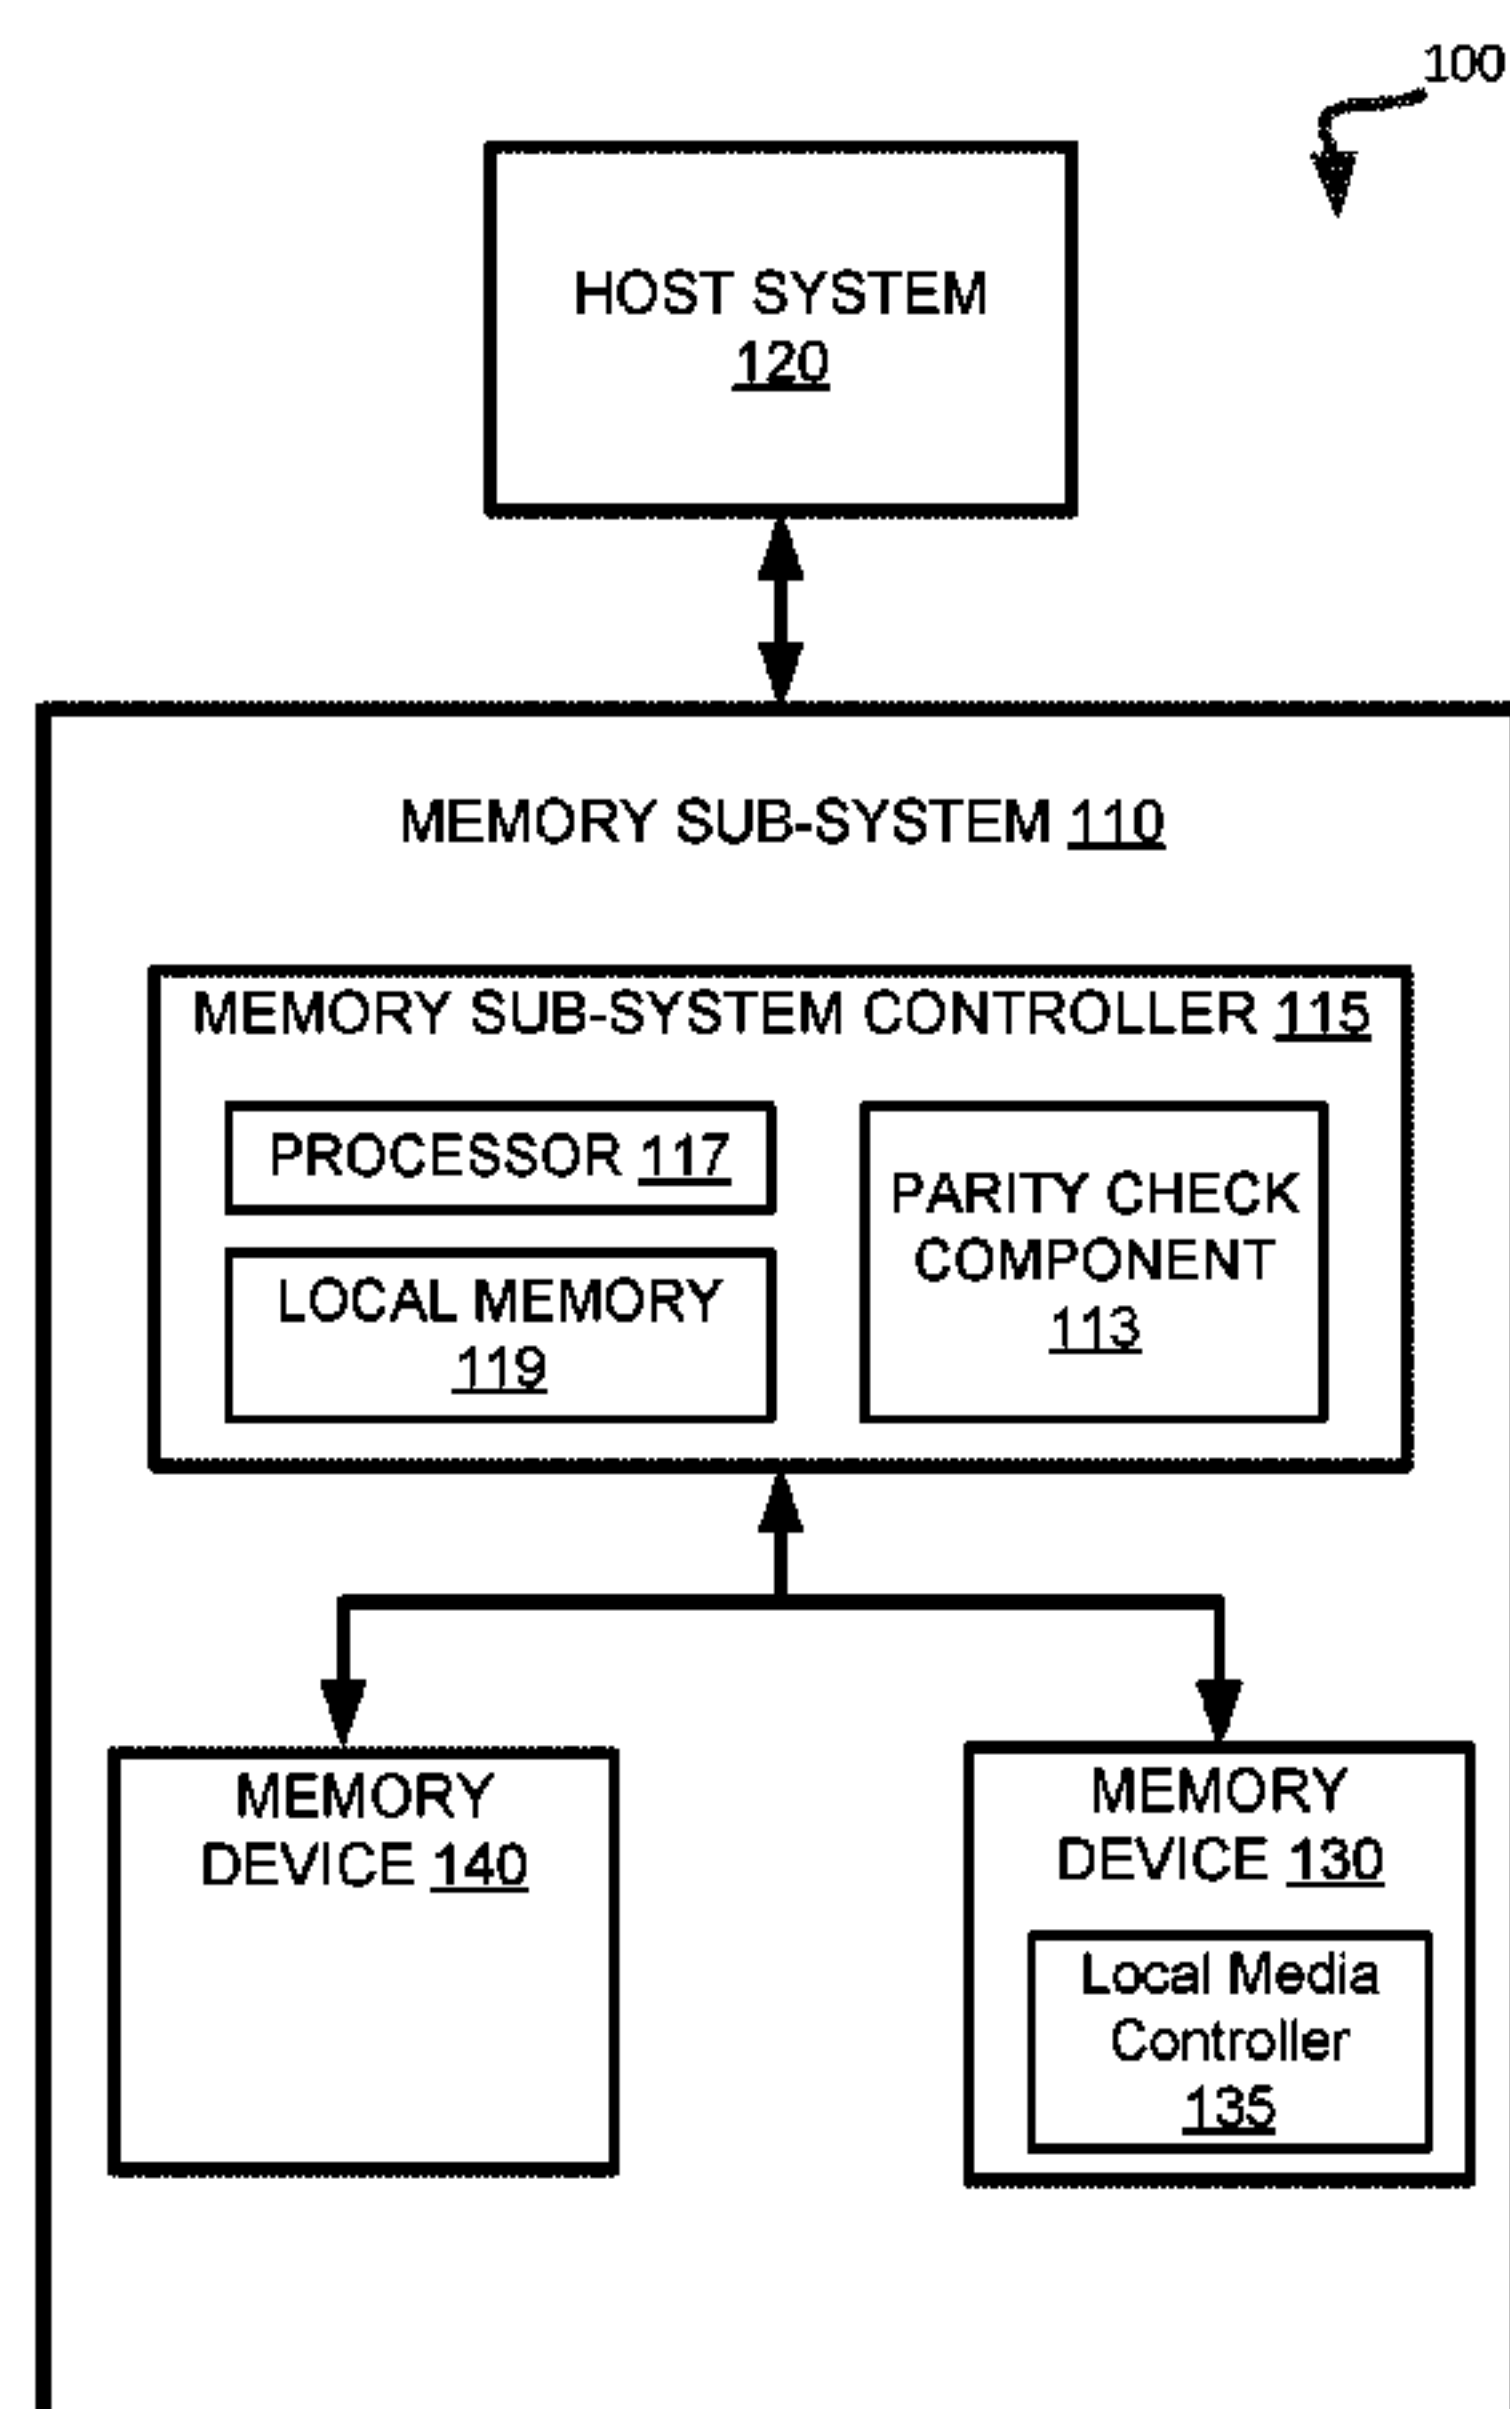 100
HOST SYSTEM
120
MEMORY SUB-SYSTEM 110
MEMORY SUB-SYSTEM CONTROLLER 115
PROCESSOR 117
LOCAL MEMORY
119
PARITY CHECK
COMPONENT
113
MEMORY
DEVICE 140
MEMORY
DEVICE 130
Local Media
Controller
135